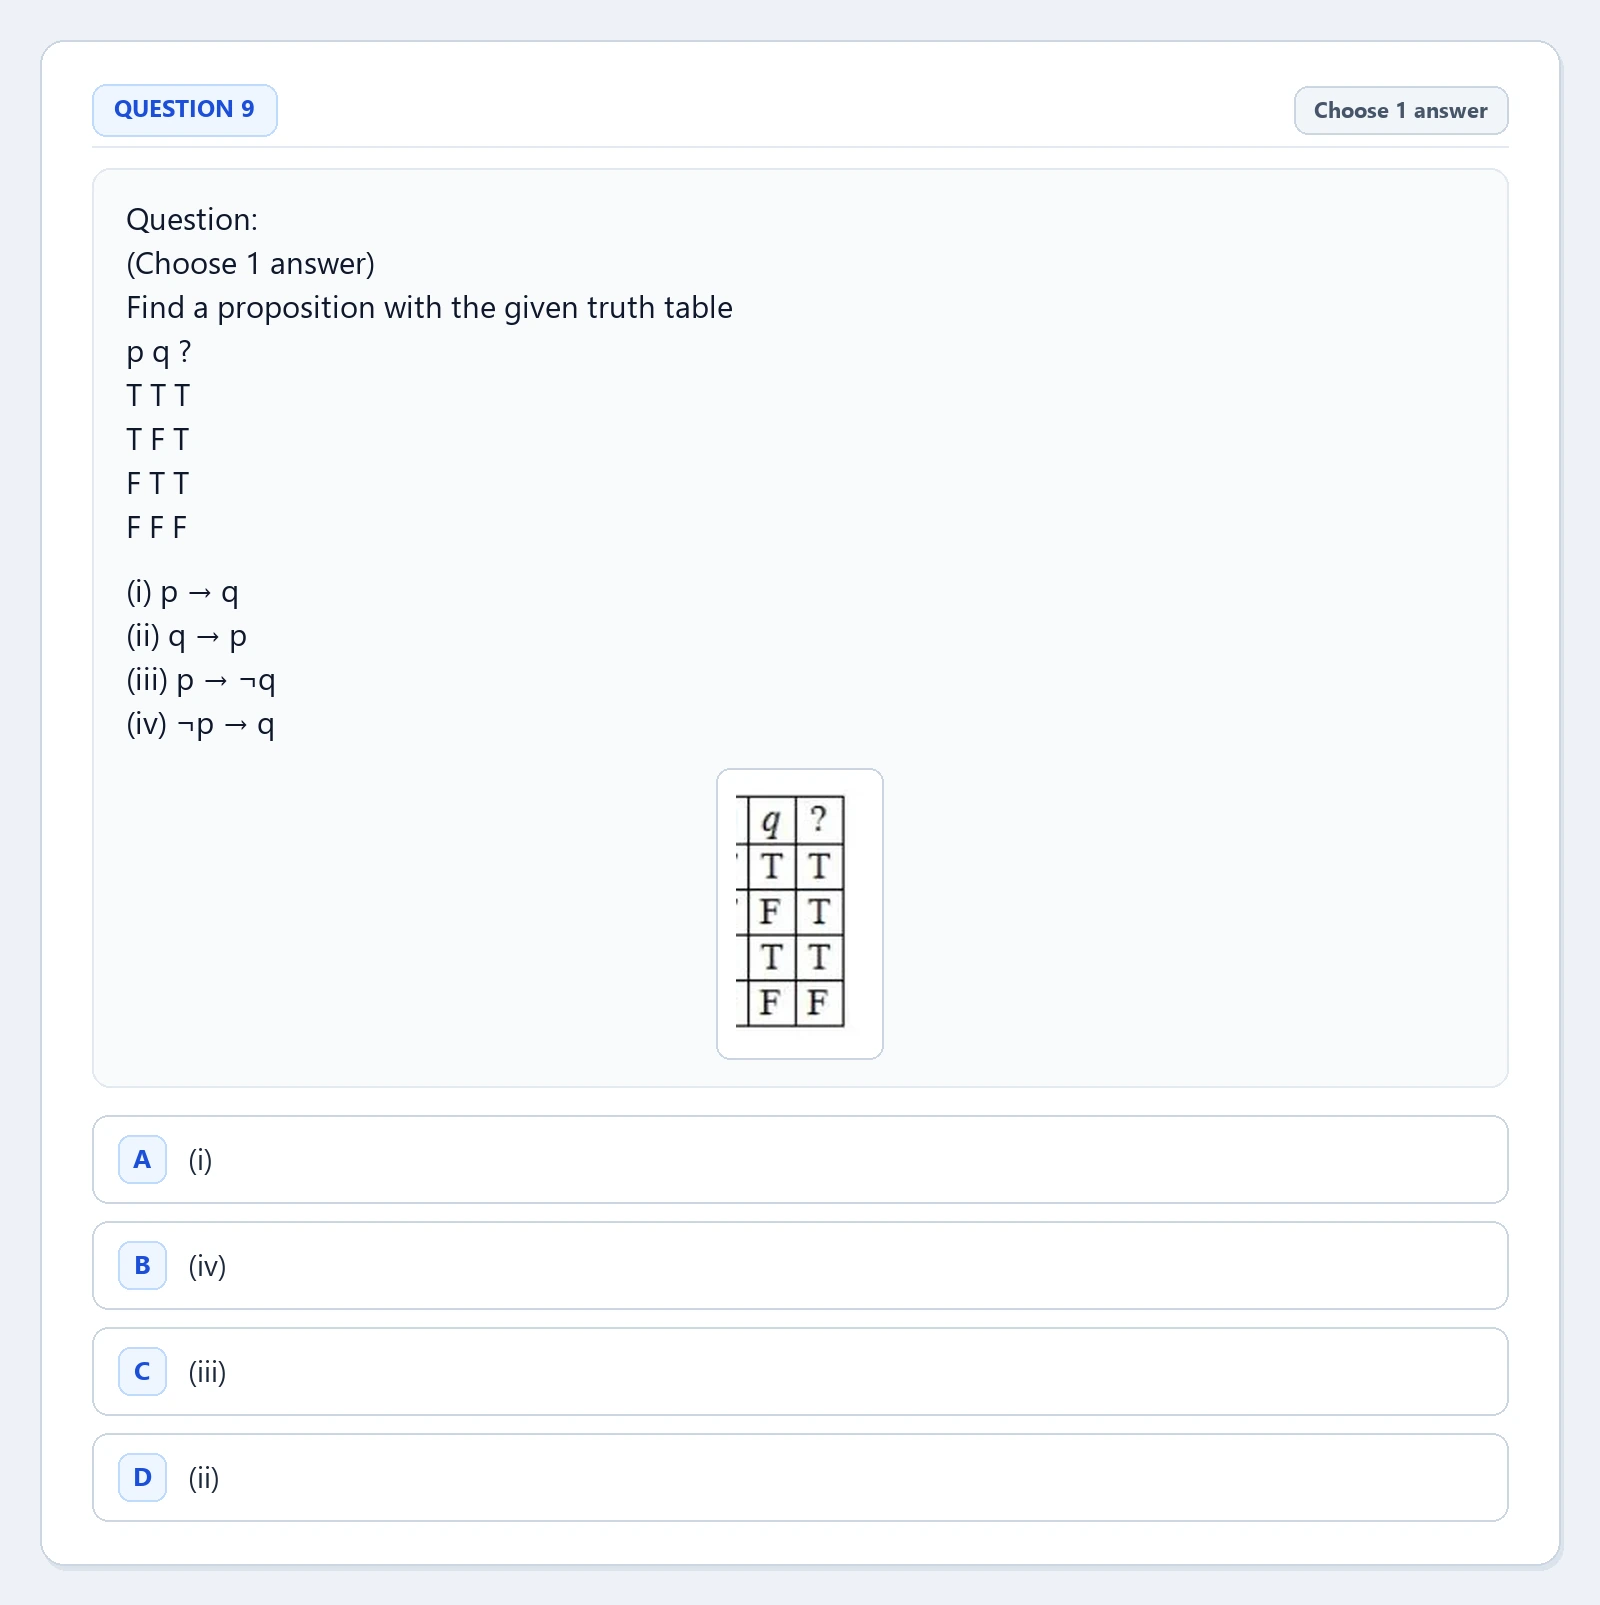 QUESTION 9
Choose 1 answer
Question:
(Choose 1 answer)
Find a proposition with the given truth table
p q ?
T T T
T F T
F T T
F F F
(i) p → q
(ii) q → p
(iii) p → ¬q
(iv) ¬p → q
q ?
T T
F T
T T
F F
A (i)
B (iv)
C (iii)
D (ii)